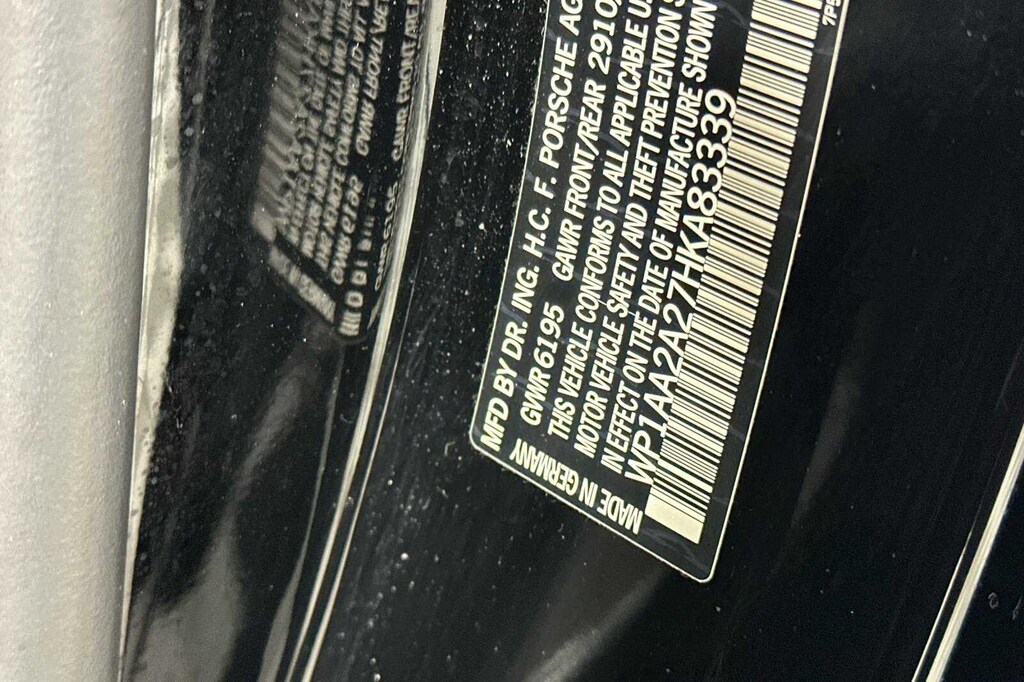 MFD BY DR. ING. H.C. F. PORSCHE AG
GVWR 6195 GAWR FRONT/REAR 2910
THIS VEHICLE CONFORMS TO ALL APPLICABLE U
MOTOR VEHICLE SAFETY AND THEFT PREVENTION S
IN EFFECT ON THE DATE OF MANUFACTURE SHOWN
WP1AA2A27HKA83339
MADE IN GERMANY
7P5